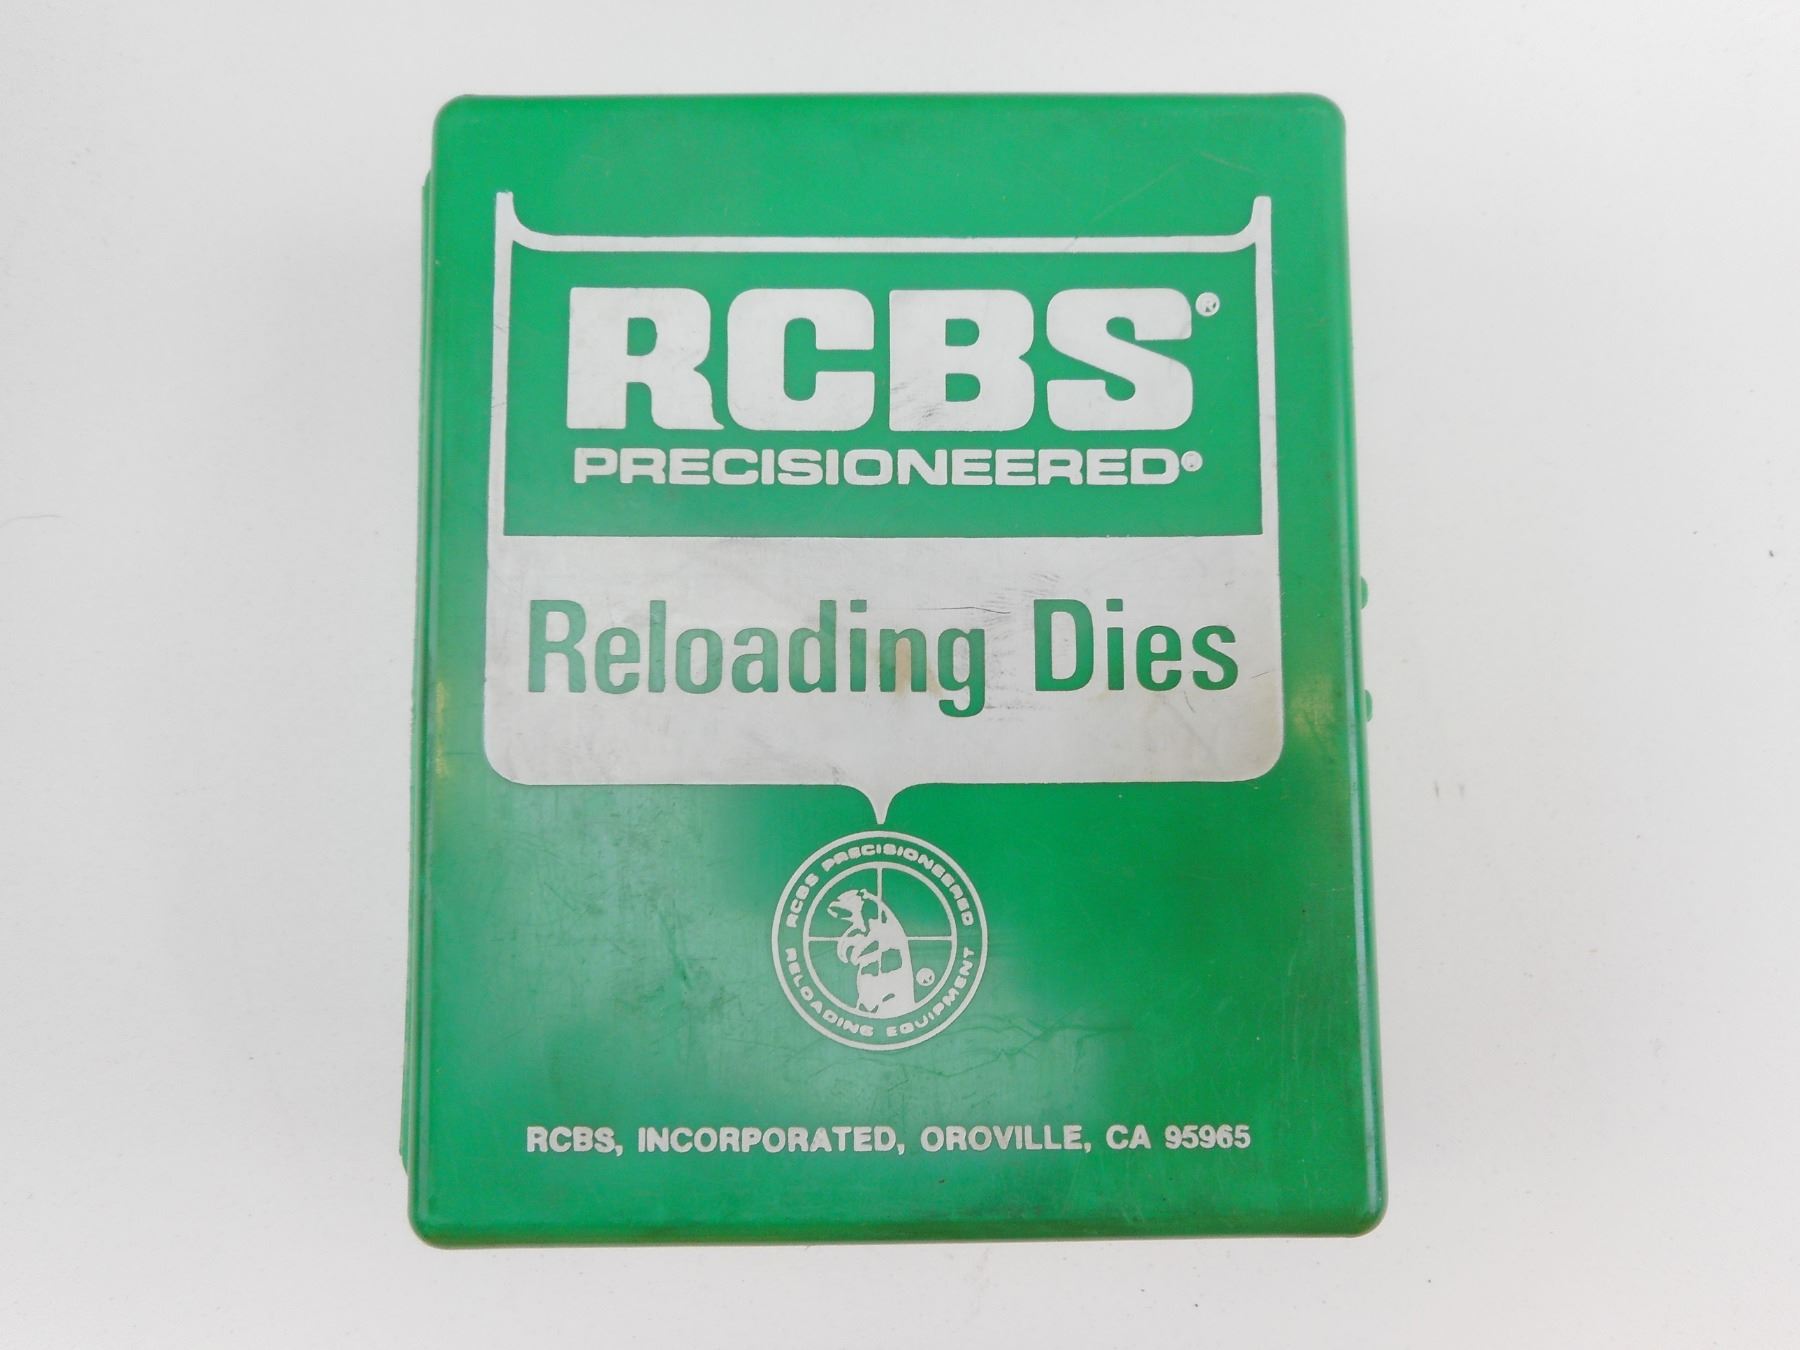 RCBS®
PRECISIONEERED®
Reloading Dies
RCBS PRECISIONEERED
RELOADING EQUIPMENT
®
RCBS, INCORPORATED, OROVILLE, CA 95965